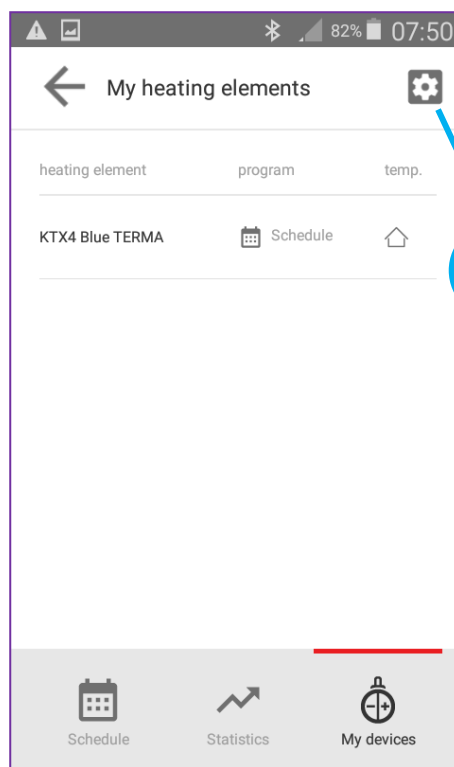 82% 07:50
My heating elements
heating element program temp.
KTX4 Blue TERMA Schedule
Schedule Statistics My devices